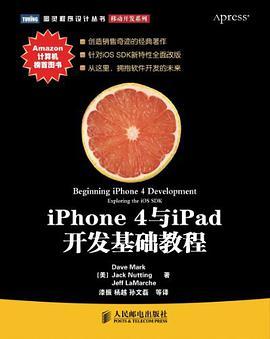 TURING 图灵程序设计丛书 移动开发系列
Apress®
Amazon
计算机
榜首图书
创造销售奇迹的经典著作
针对iOS SDK新特性全面改版
从这里，拥抱软件开发的未来
Beginning iPhone 4 Development
Exploring the iOS SDK
iPhone 4与iPad
开发基础教程
Dave Mark
[美] Jack Nutting 著
Jeff LaMarche
漆振 杨越 孙文磊 等译
人民邮电出版社
POSTS & TELECOM PRESS